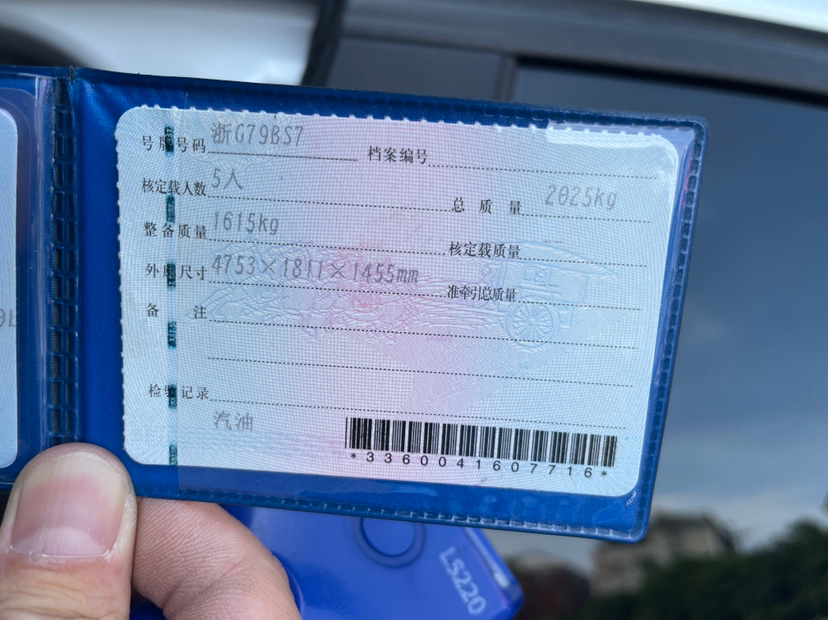 号牌号码 浙G79BS7 档案编号
核定载人数 5人 总质量 2025kg
整备质量 1615kg 核定载质量
外廓尺寸 4753×1811×1455mm 准牵引总质量
备注
检验记录
汽油
*3360041607716*
LS220